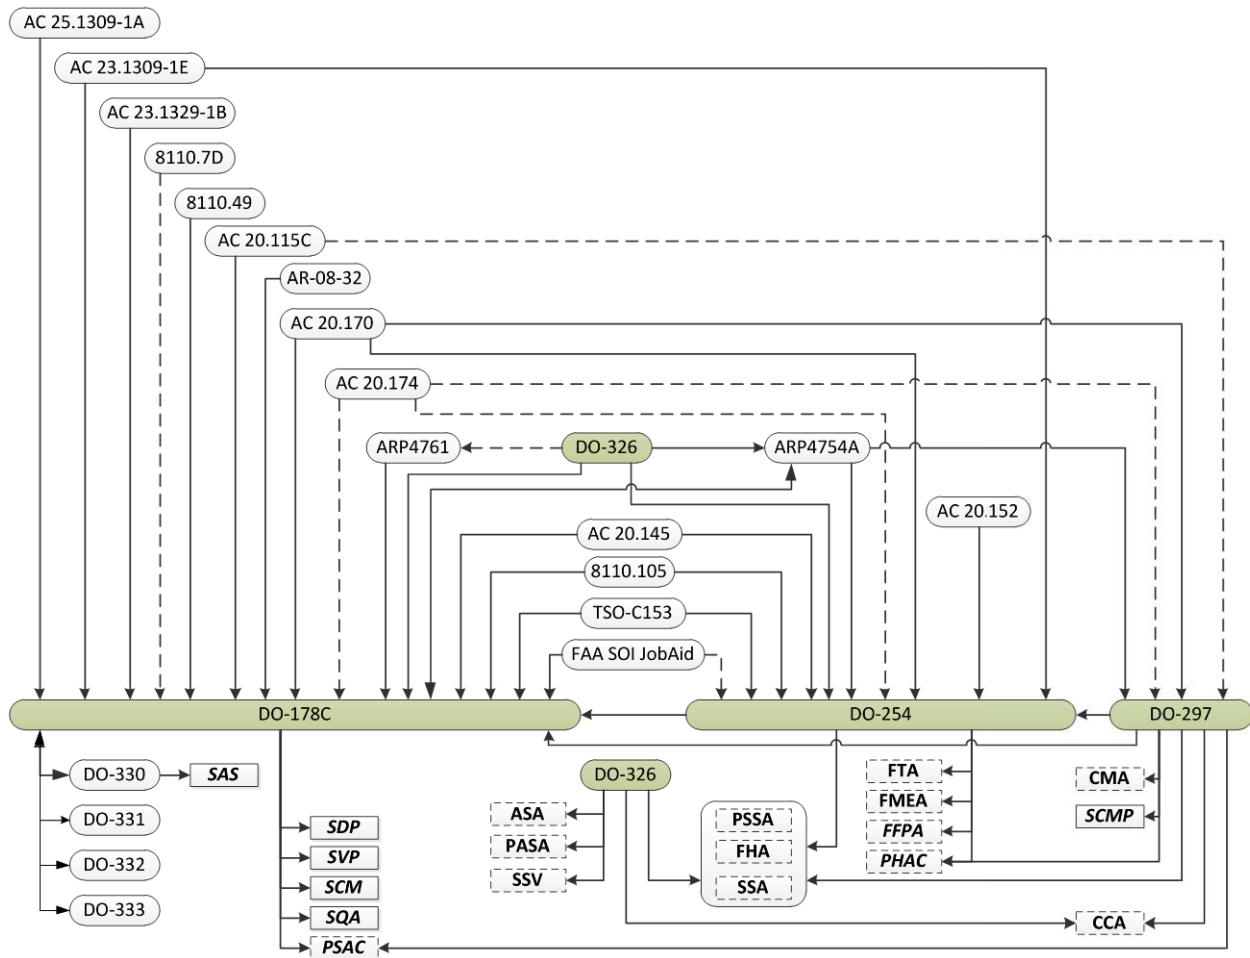 AC 25.1309-1A
AC 23.1309-1E
AC 23.1329-1B
8110.7D
8110.49
AC 20.115C
AR-08-32
AC 20.170
AC 20.174
ARP4761
DO-326
ARP4754A
AC 20.152
AC 20.145
8110.105
TSO-C153
FAA SOI JobAid
DO-178C
DO-254
DO-297
DO-330
SAS
DO-326
FTA
CMA
FMEA
SCMP
ASA
PSSA
DO-331
SDP
FFPA
PASA
FHA
SVP
PHAC
DO-332
SSV
SSA
SCM
DO-333
SQA
CCA
PSAC